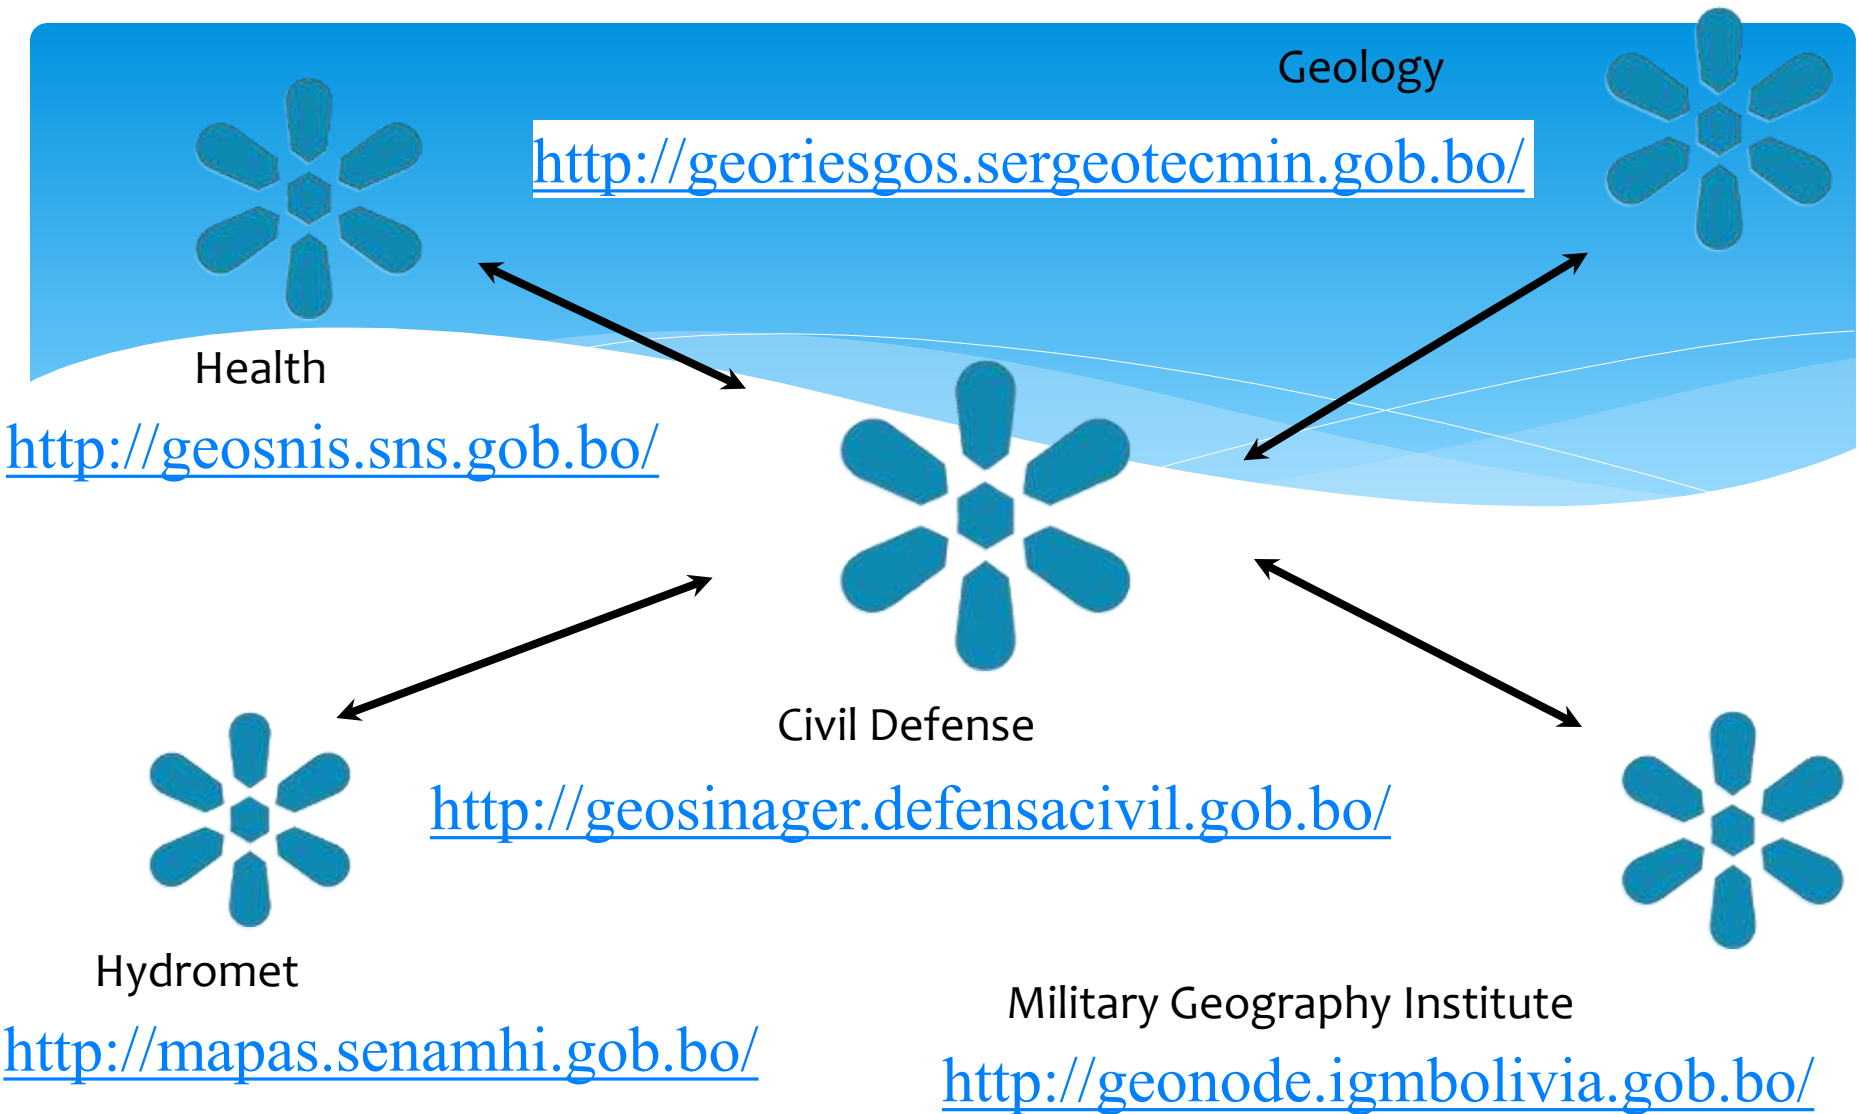 Geology
http://georiesgos.sergeotecmin.gob.bo/
Health
http://geosnis.sns.gob.bo/
Civil Defense
http://geosinager.defensacivil.gob.bo/
Hydromet
http://mapas.senamhi.gob.bo/
Military Geography Institute
http://geonode.igmbolivia.gob.bo/